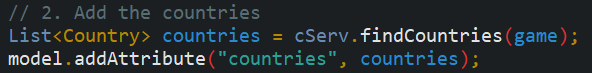 // 2. Add the countries
List<Country> countries = cServ.findCountries(game);
model.addAttribute("countries", countries);